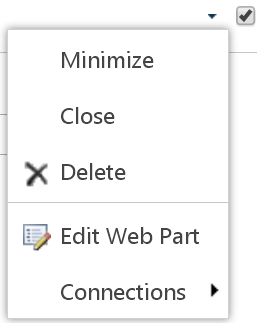 Minimize
Close
Delete
Edit Web Part
Connections